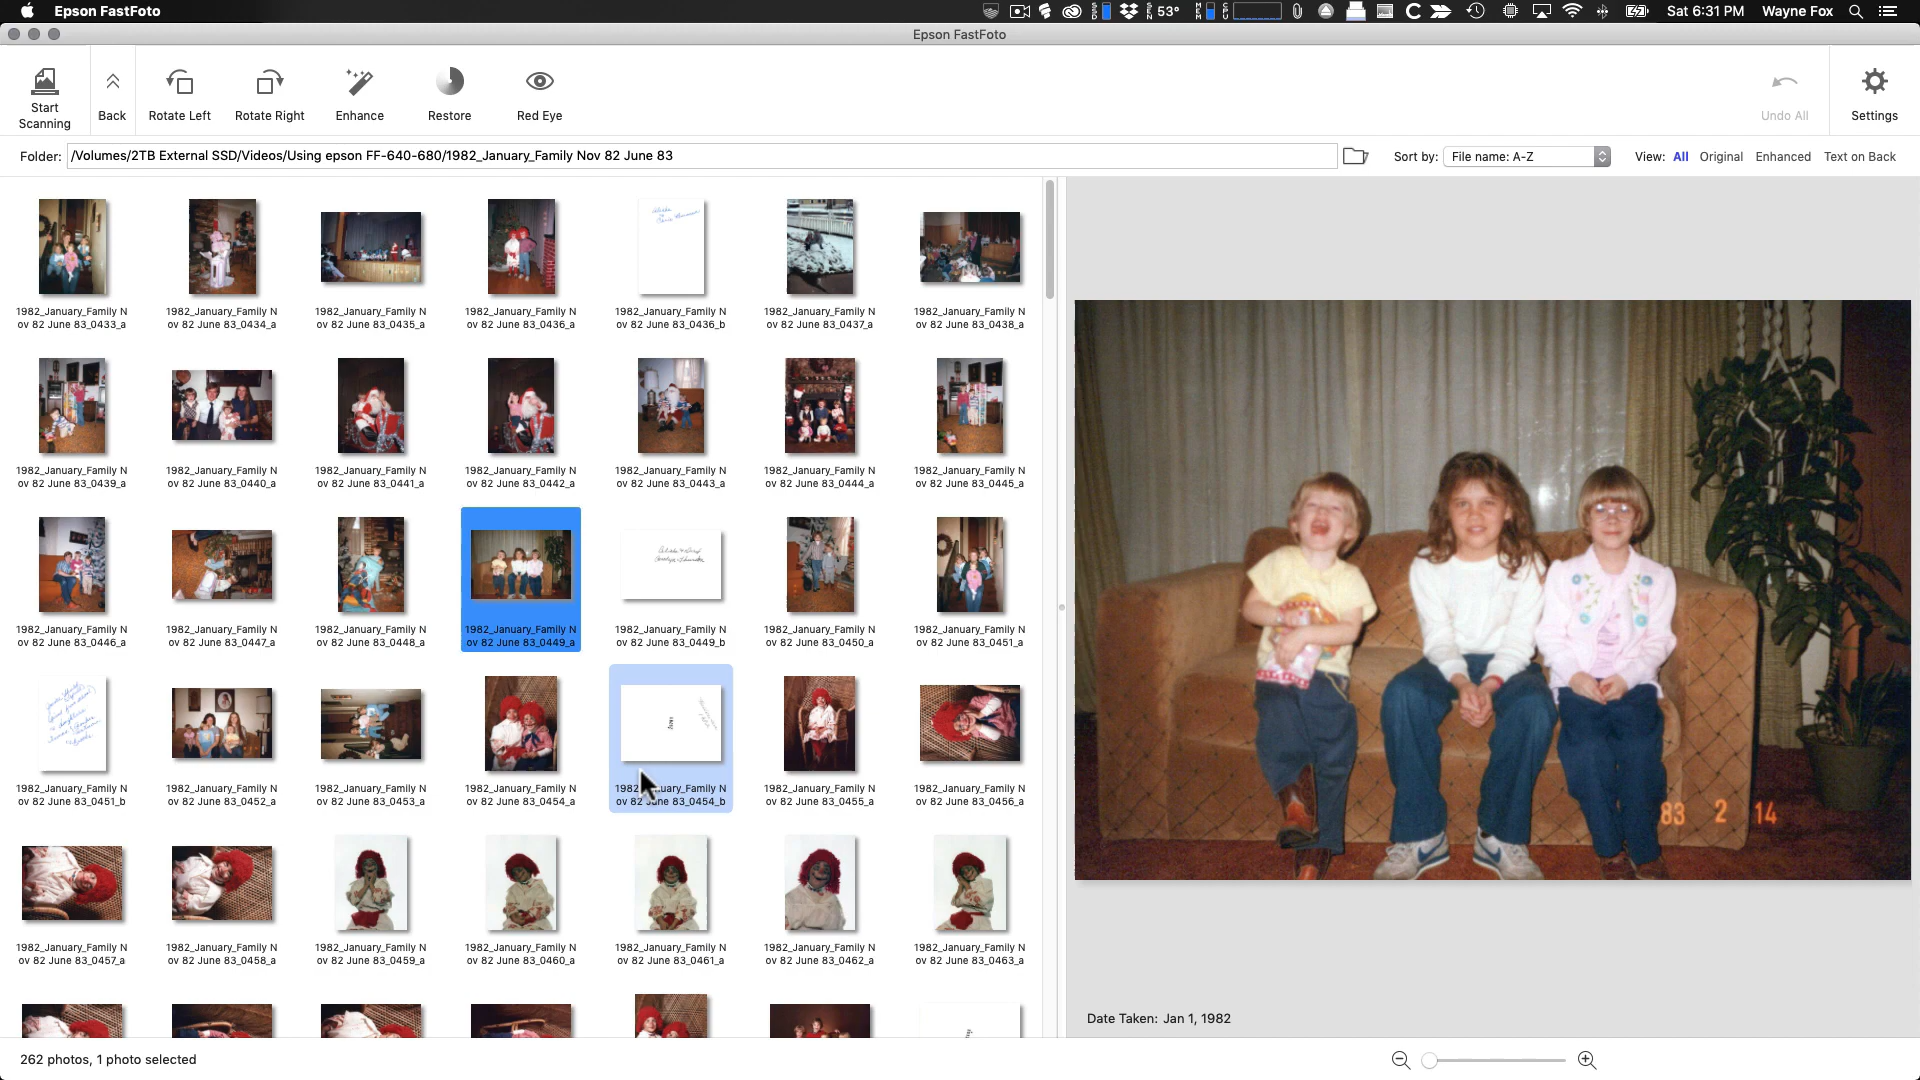 Epson FastFoto
53°
Sat 6:31 PM
Wayne Fox
Epson FastFoto
Start
Scanning
Back
Rotate Left
Rotate Right
Enhance
Restore
Red Eye
Undo All
Settings
Folder:
/Volumes/2TB External SSD/Videos/Using epson FF-640-680/1982_January_Family Nov 82 June 83
Sort by:
File name: A-Z
View:
All
Original
Enhanced
Text on Back
1982_January_Family N
ov 82 June 83_0433_a
1982_January_Family N
ov 82 June 83_0434_a
1982_January_Family N
ov 82 June 83_0435_a
1982_January_Family N
ov 82 June 83_0436_a
1982_January_Family N
ov 82 June 83_0436_b
1982_January_Family N
ov 82 June 83_0437_a
1982_January_Family N
ov 82 June 83_0438_a
1982_January_Family N
ov 82 June 83_0439_a
1982_January_Family N
ov 82 June 83_0440_a
1982_January_Family N
ov 82 June 83_0441_a
1982_January_Family N
ov 82 June 83_0442_a
1982_January_Family N
ov 82 June 83_0443_a
1982_January_Family N
ov 82 June 83_0444_a
1982_January_Family N
ov 82 June 83_0445_a
1982_January_Family N
ov 82 June 83_0446_a
1982_January_Family N
ov 82 June 83_0447_a
1982_January_Family N
ov 82 June 83_0448_a
1982_January_Family N
ov 82 June 83_0449_a
1982_January_Family N
ov 82 June 83_0449_b
1982_January_Family N
ov 82 June 83_0450_a
1982_January_Family N
ov 82 June 83_0451_a
1982_January_Family N
ov 82 June 83_0451_b
1982_January_Family N
ov 82 June 83_0452_a
1982_January_Family N
ov 82 June 83_0453_a
1982_January_Family N
ov 82 June 83_0454_a
1982_January_Family N
ov 82 June 83_0454_b
1982_January_Family N
ov 82 June 83_0455_a
1982_January_Family N
ov 82 June 83_0456_a
1982_January_Family N
ov 82 June 83_0457_a
1982_January_Family N
ov 82 June 83_0458_a
1982_January_Family N
ov 82 June 83_0459_a
1982_January_Family N
ov 82 June 83_0460_a
1982_January_Family N
ov 82 June 83_0461_a
1982_January_Family N
ov 82 June 83_0462_a
1982_January_Family N
ov 82 June 83_0463_a
83 2 14
Date Taken: Jan 1, 1982
262 photos, 1 photo selected